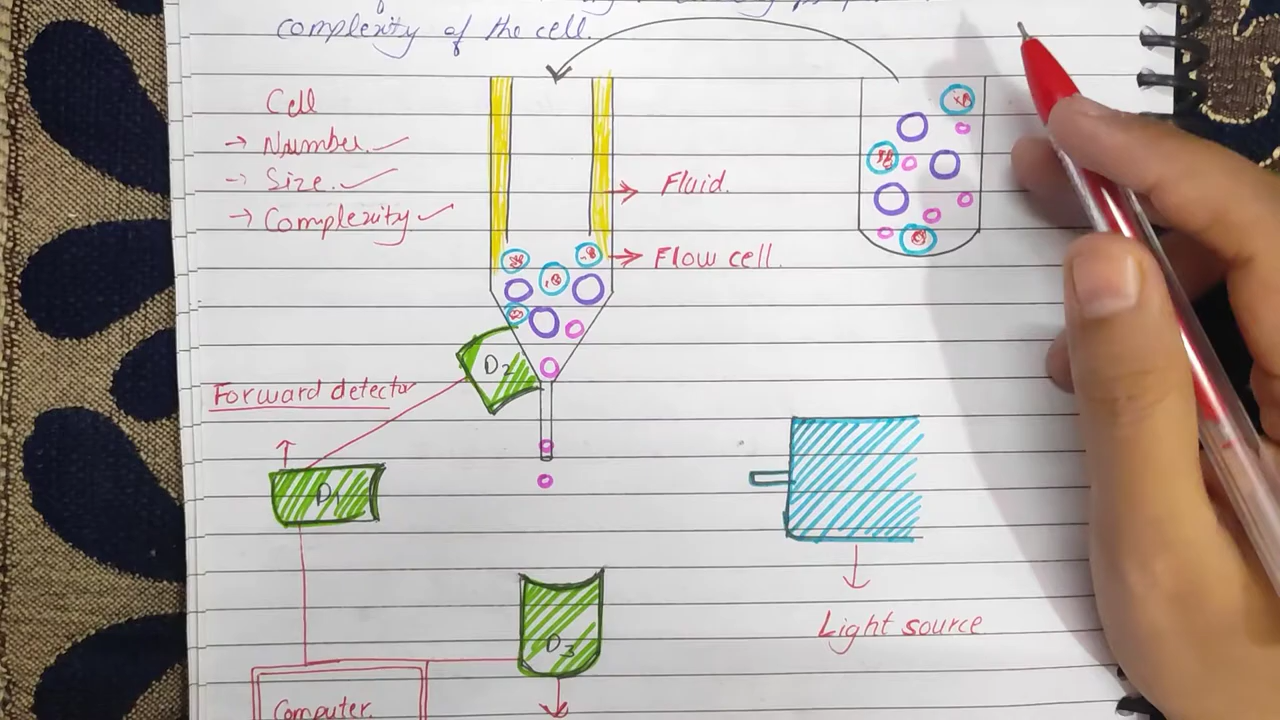 complexity of the cell.
Cell
→ Number. ✓
→ Size. ✓
→ Complexity ✓
→ Fluid.
→ Flow cell.
D2
Forward detector
D1
D3
Light source
Computer.